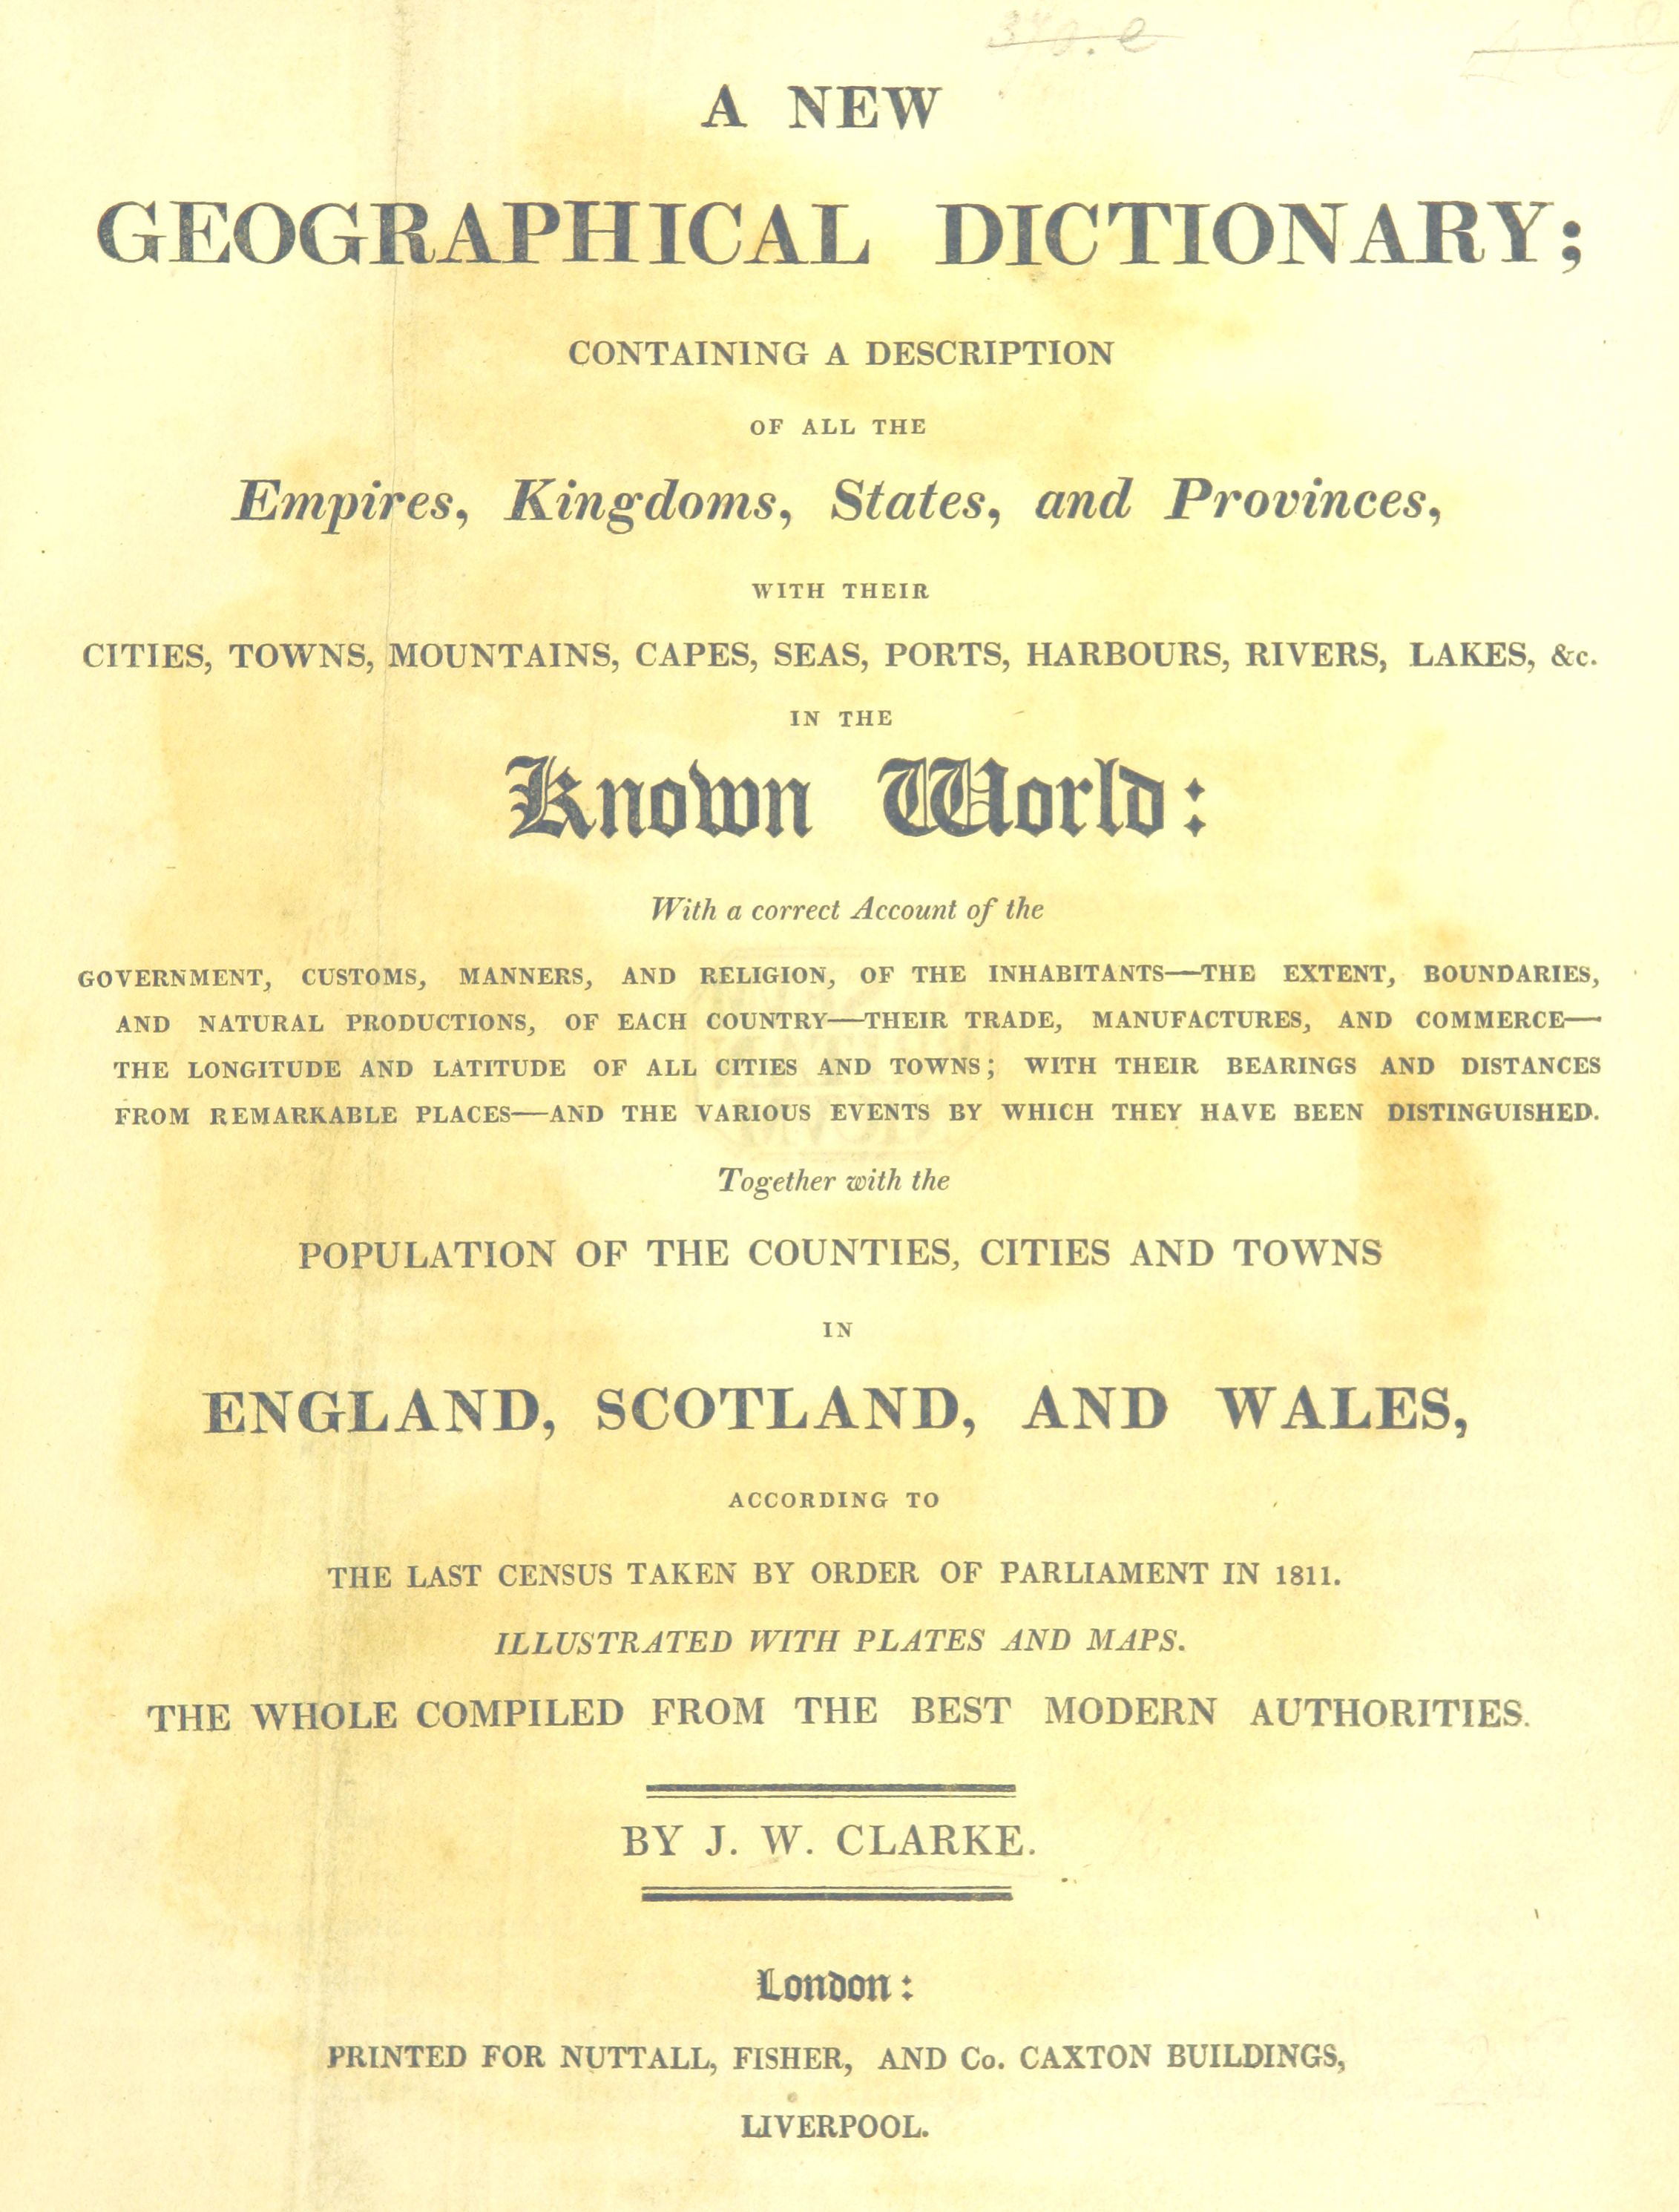 A NEW
GEOGRAPHICAL DICTIONARY;
CONTAINING A DESCRIPTION
OF ALL THE
Empires, Kingdoms, States, and Provinces,
WITH THEIR
CITIES, TOWNS, MOUNTAINS, CAPES, SEAS, PORTS, HARBOURS, RIVERS, LAKES, &c.
IN THE
Known World:
With a correct Account of the
GOVERNMENT, CUSTOMS, MANNERS, AND RELIGION, OF THE INHABITANTS—THE EXTENT, BOUNDARIES,
AND NATURAL PRODUCTIONS, OF EACH COUNTRY—THEIR TRADE, MANUFACTURES, AND COMMERCE—
THE LONGITUDE AND LATITUDE OF ALL CITIES AND TOWNS; WITH THEIR BEARINGS AND DISTANCES
FROM REMARKABLE PLACES—AND THE VARIOUS EVENTS BY WHICH THEY HAVE BEEN DISTINGUISHED.
Together with the
POPULATION OF THE COUNTIES, CITIES AND TOWNS
IN
ENGLAND, SCOTLAND, AND WALES,
ACCORDING TO
THE LAST CENSUS TAKEN BY ORDER OF PARLIAMENT IN 1811.
ILLUSTRATED WITH PLATES AND MAPS.
THE WHOLE COMPILED FROM THE BEST MODERN AUTHORITIES.
BY J. W. CLARKE.
London:
PRINTED FOR NUTTALL, FISHER, AND Co. CAXTON BUILDINGS,
LIVERPOOL.